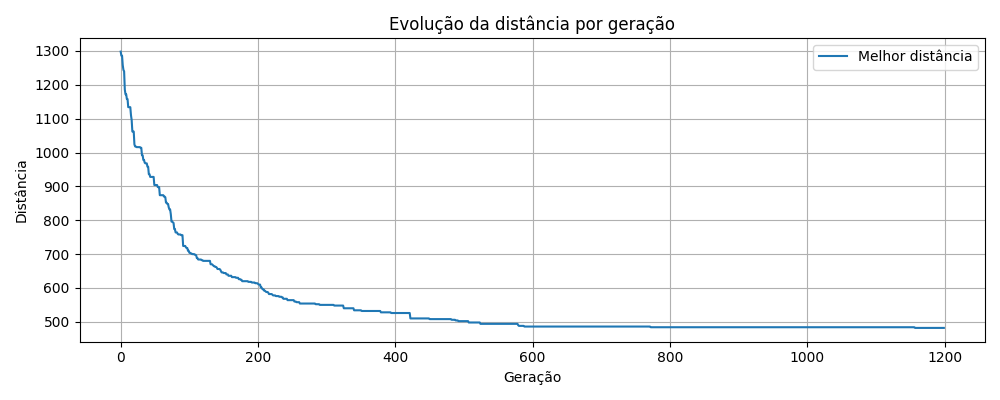 Evolução da distância por geração
Melhor distância
Distância
1300
1200
1100
1000
900
800
700
600
500
0 200 400 600 800 1000 1200
Geração